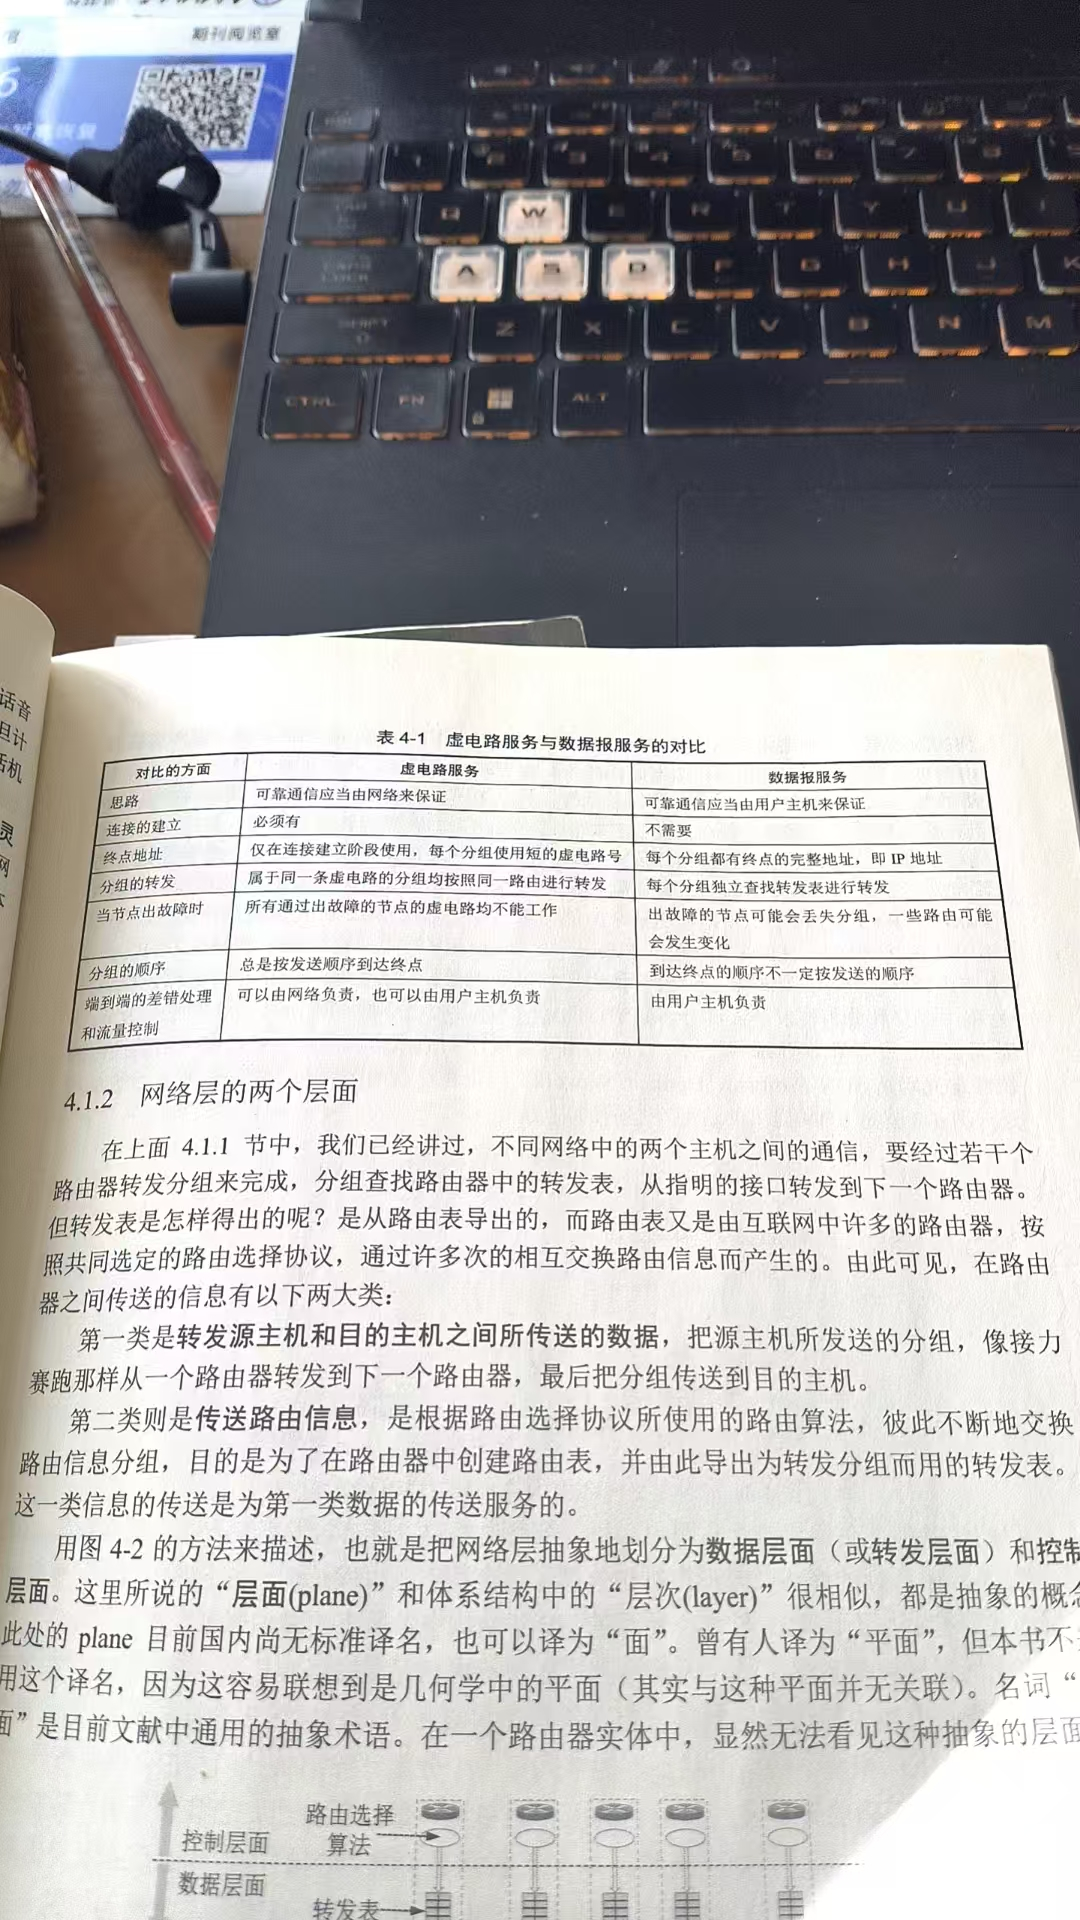 期刊阅览室
6
1 2 3 4 5 6 7 8
Q W E R T Y U I
A S D F G H J K
SHIFT Z X C V B N M
CTRL FN ALT
话音
但计
话机
灵
网
表 4-1 虚电路服务与数据报服务的对比
对比的方面 虚电路服务 数据报服务
思路 可靠通信应当由网络来保证 可靠通信应当由用户主机来保证
连接的建立 必须有 不需要
终点地址 仅在连接建立阶段使用，每个分组使用短的虚电路号 每个分组都有终点的完整地址，即 IP 地址
分组的转发 属于同一条虚电路的分组均按照同一路由进行转发 每个分组独立查找转发表进行转发
当节点出故障时 所有通过出故障的节点的虚电路均不能工作 出故障的节点可能会丢失分组，一些路由可能
会发生变化
分组的顺序 总是按发送顺序到达终点 到达终点的顺序不一定按发送的顺序
端到端的差错处理 可以由网络负责，也可以由用户主机负责 由用户主机负责
和流量控制
4.1.2 网络层的两个层面
在上面 4.1.1 节中，我们已经讲过，不同网络中的两个主机之间的通信，要经过若干个
路由器转发分组来完成，分组查找路由器中的转发表，从指明的接口转发到下一个路由器。
但转发表是怎样得出的呢？是从路由表导出的，而路由表又是由互联网中许多的路由器，按
照共同选定的路由选择协议，通过许多次的相互交换路由信息而产生的。由此可见，在路由
器之间传送的信息有以下两大类：
第一类是转发源主机和目的主机之间所传送的数据，把源主机所发送的分组，像接力
赛跑那样从一个路由器转发到下一个路由器，最后把分组传送到目的主机。
第二类则是传送路由信息，是根据路由选择协议所使用的路由算法，彼此不断地交换
路由信息分组，目的是为了在路由器中创建路由表，并由此导出为转发分组而用的转发表。
这一类信息的传送是为第一类数据的传送服务的。
用图 4-2 的方法来描述，也就是把网络层抽象地划分为数据层面（或转发层面）和控制
层面。这里所说的“层面(plane)”和体系结构中的“层次(layer)”很相似，都是抽象的概念
此处的 plane 目前国内尚无标准译名，也可以译为“面”。曾有人译为“平面”，但本书不
用这个译名，因为这容易联想到是几何学中的平面（其实与这种平面并无关联）。名词“
面”是目前文献中通用的抽象术语。在一个路由器实体中，显然无法看见这种抽象的层面
路由选择
控制层面 算法
数据层面
转发表